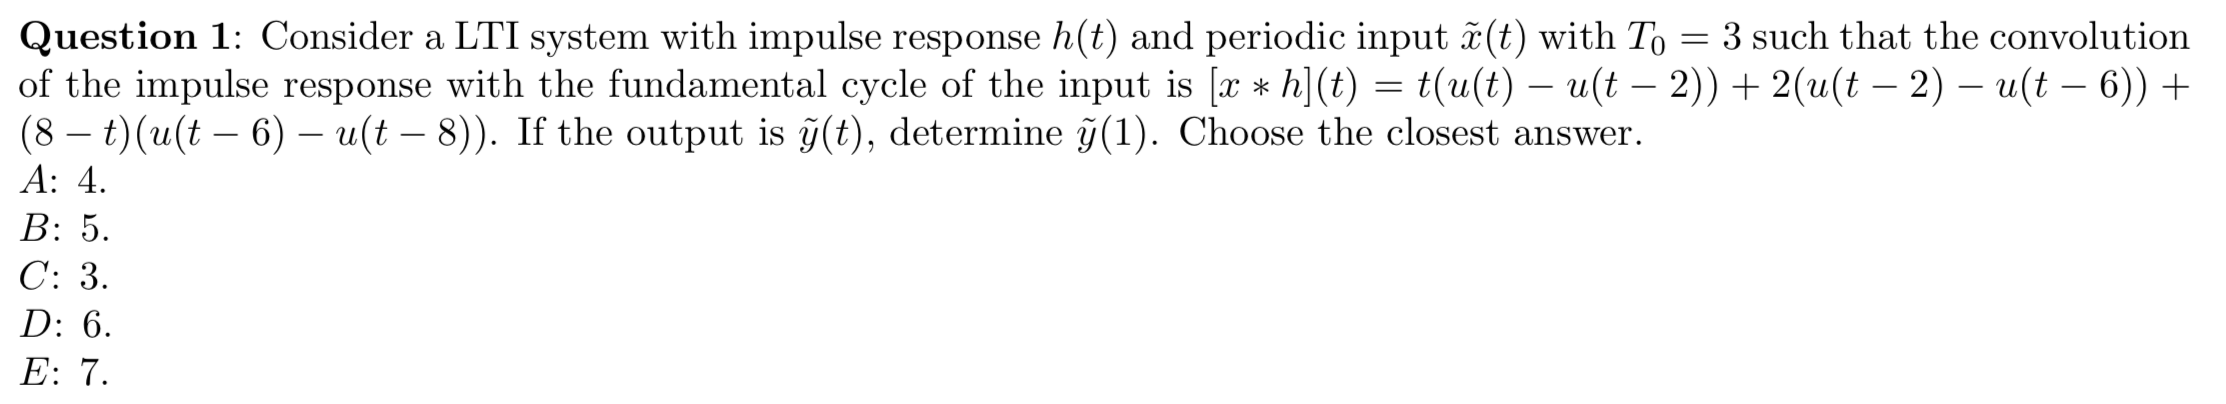 Question 1: Consider a LTI system with impulse response h(t) and periodic input x̃(t) with T₀ = 3 such that the convolution
of the impulse response with the fundamental cycle of the input is [x ∗ h](t) = t(u(t) − u(t − 2)) + 2(u(t − 2) − u(t − 6)) +
(8 − t)(u(t − 6) − u(t − 8)). If the output is ỹ(t), determine ỹ(1). Choose the closest answer.
A: 4.
B: 5.
C: 3.
D: 6.
E: 7.